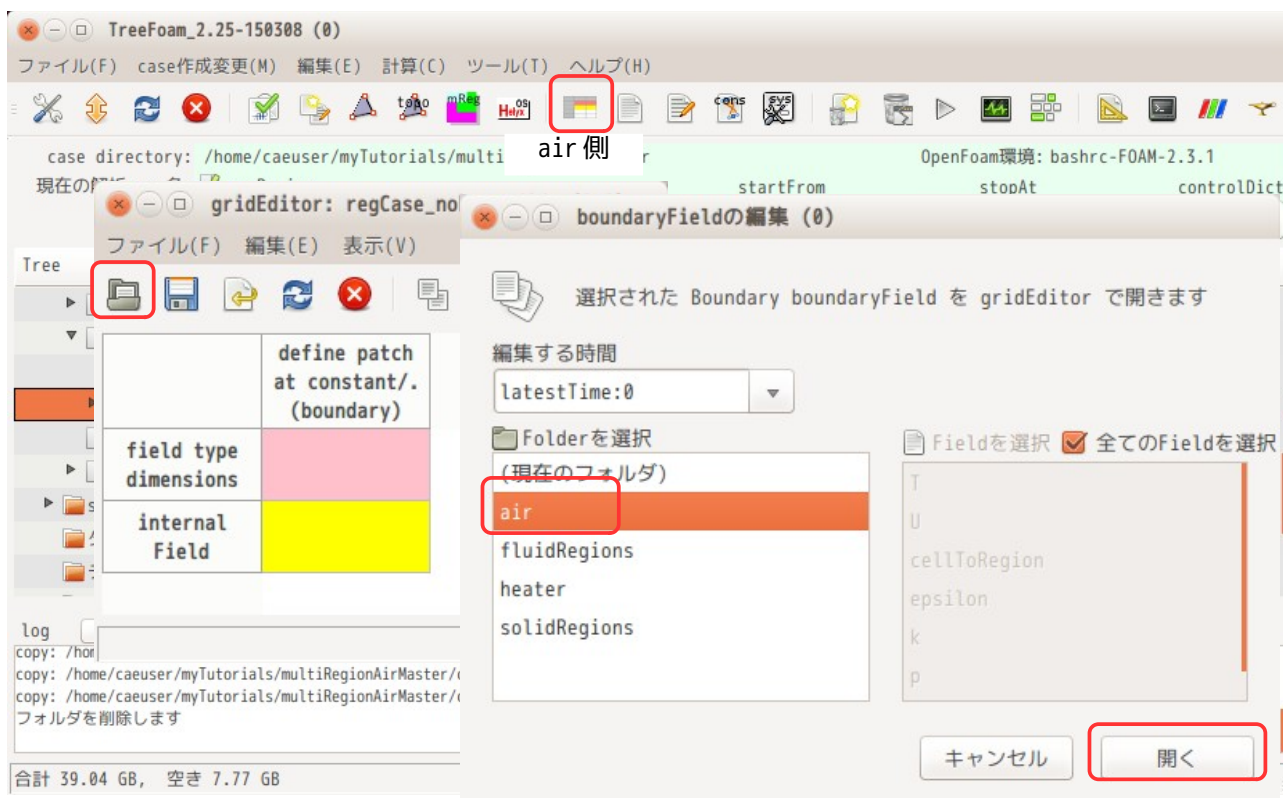 TreeFoam_2.25-150308 (0)
ファイル(F) case作成変更(M) 編集(E) 計算(C) ツール(T) ヘルプ(H)
topo mReg Helyx OS cons sys
air側
case directory: /home/caeuser/myTutorials/multi r OpenFoam環境: bashrc-FOAM-2.3.1
現在の startFrom stopAt controlDict
gridEditor: regCase_no
ファイル(F) 編集(E) 表示(V)
Tree
define patch
at constant/.
(boundary)
field type
dimensions
internal
Field
boundaryFieldの編集 (0)
選択された Boundary boundaryField を gridEditor で開きます
編集する時間
latestTime:0
Folderを選択
(現在のフォルダ)
air
fluidRegions
heater
solidRegions
Fieldを選択 全てのFieldを選択
T
U
cellToRegion
epsilon
k
p
キャンセル 開く
log
copy: /hom
copy: /home/caeuser/myTutorials/multiRegionAirMaster/
copy: /home/caeuser/myTutorials/multiRegionAirMaster/
フォルダを削除します
合計 39.04 GB, 空き 7.77 GB